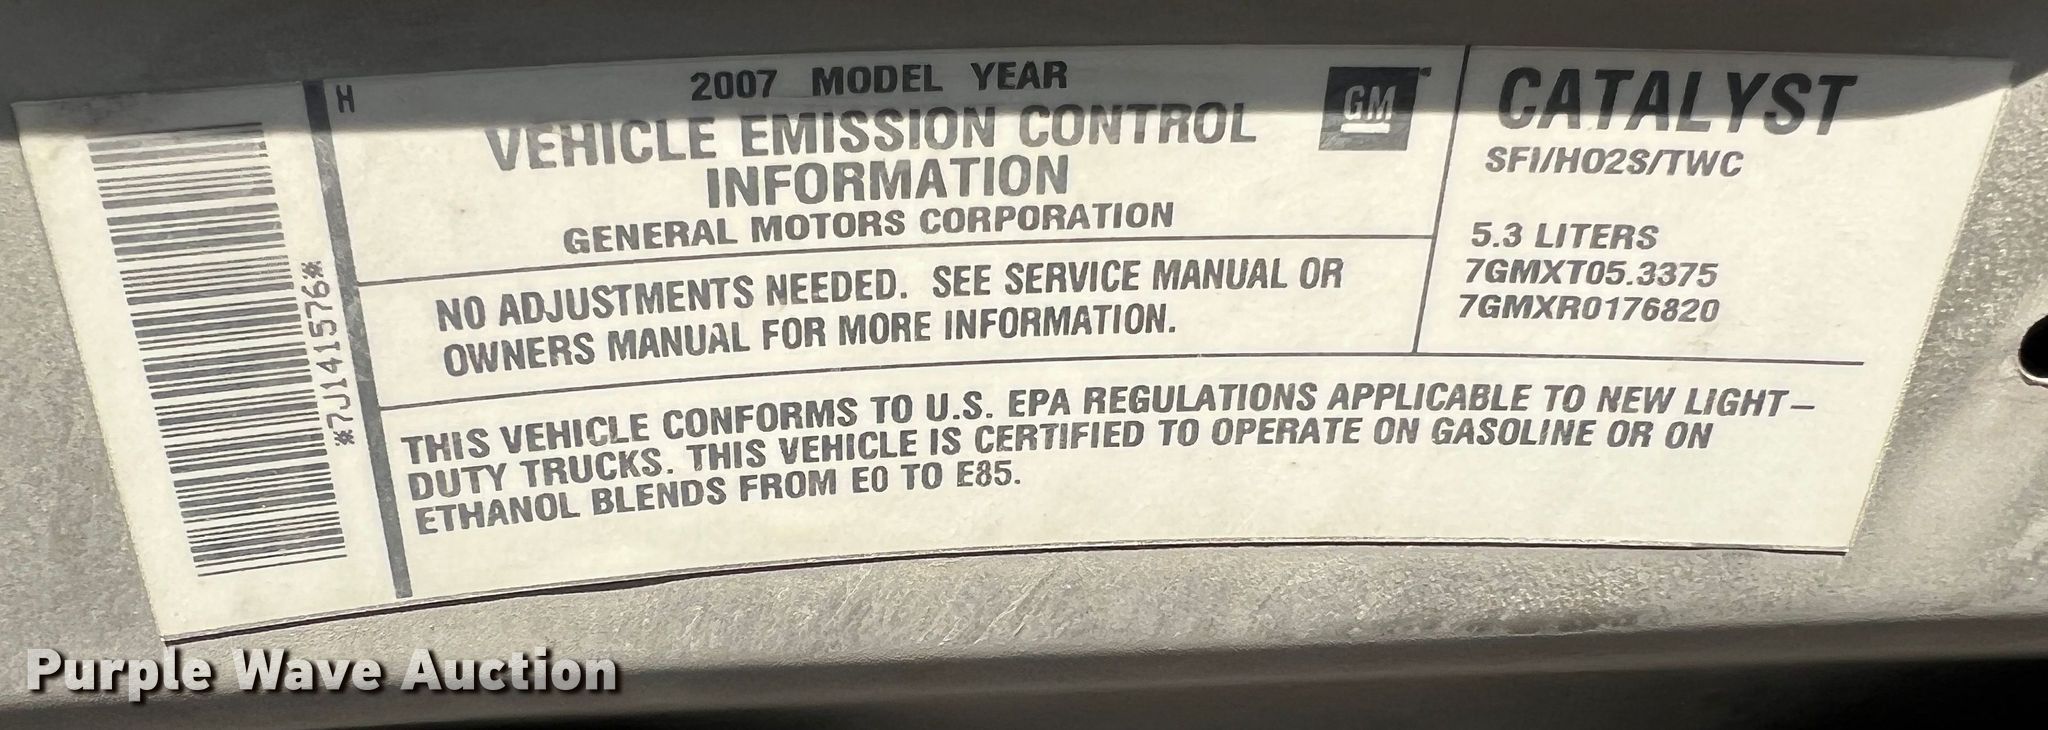 *7J141576*
H
2007 MODEL YEAR
VEHICLE EMISSION CONTROL
INFORMATION
GENERAL MOTORS CORPORATION
GM
NO ADJUSTMENTS NEEDED. SEE SERVICE MANUAL OR
OWNERS MANUAL FOR MORE INFORMATION.
CATALYST
SFI/HO2S/TWC
5.3 LITERS
7GMXT05.3375
7GMXR0176820
THIS VEHICLE CONFORMS TO U.S. EPA REGULATIONS APPLICABLE TO NEW LIGHT-
DUTY TRUCKS. THIS VEHICLE IS CERTIFIED TO OPERATE ON GASOLINE OR ON
ETHANOL BLENDS FROM E0 TO E85.
Purple Wave Auction